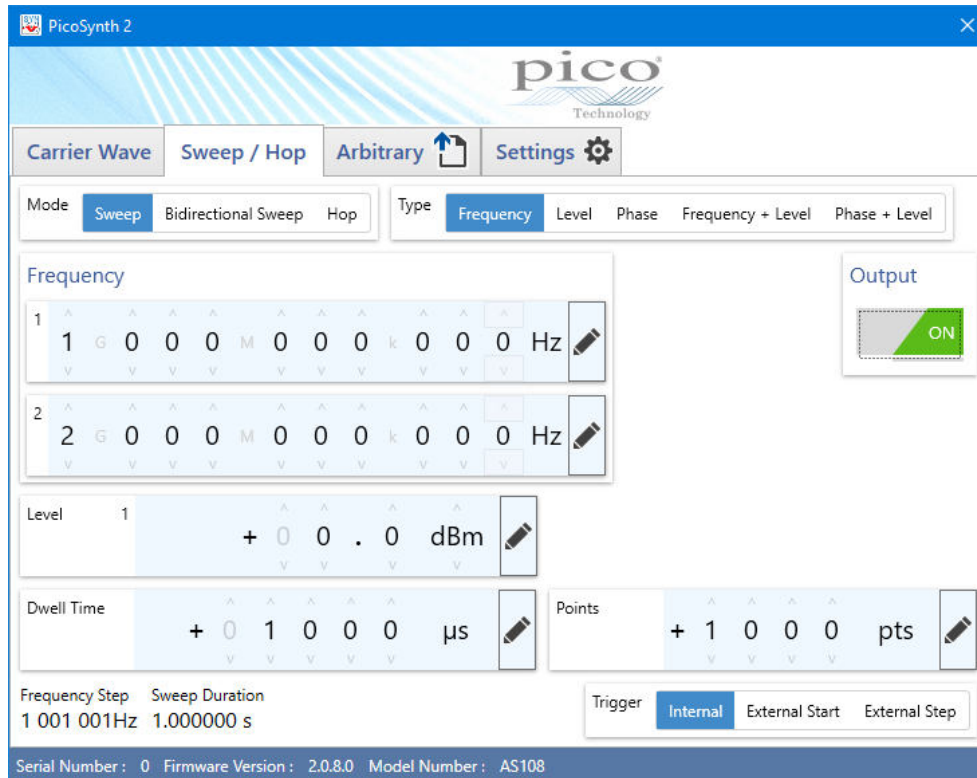 PicoSynth 2
pico
Technology
Carrier Wave Sweep / Hop Arbitrary Settings
Mode Sweep Bidirectional Sweep Hop Type Frequency Level Phase Frequency + Level Phase + Level
Frequency Output
1 1 G 0 0 0 M 0 0 0 k 0 0 0 Hz ON
2 2 G 0 0 0 M 0 0 0 k 0 0 0 Hz
Level 1 + 0 0 . 0 dBm
Dwell Time + 0 1 0 0 0 µs Points + 1 0 0 0 pts
Frequency Step Sweep Duration
1 001 001Hz 1.000000 s
Trigger Internal External Start External Step
Serial Number : 0 Firmware Version : 2.0.8.0 Model Number : AS108